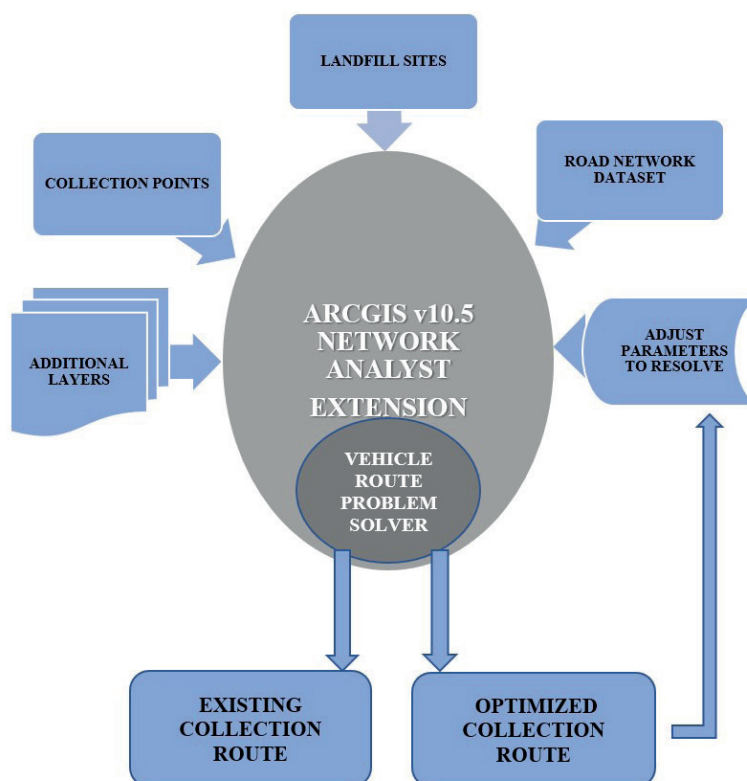 LANDFILL SITES
COLLECTION POINTS
ROAD NETWORK
DATASET
ADDITIONAL
LAYERS
ARCGIS v10.5
NETWORK
ANALYST
EXTENSION
ADJUST
PARAMETERS
TO RESOLVE
VEHICLE
ROUTE
PROBLEM
SOLVER
EXISTING
COLLECTION
ROUTE
OPTIMIZED
COLLECTION
ROUTE